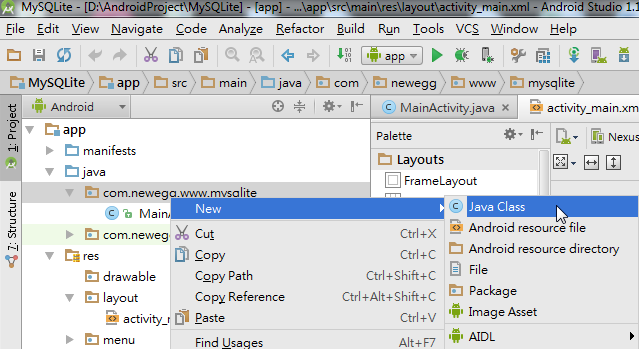 MySQLite - [D:\AndroidProject\MySQLite] - [app] - ...\app\src\main\res\layout\activity_main.xml - Android Studio 1.1
File Edit View Navigate Code Analyze Refactor Build Run Tools VCS Window Help
app
MySQLite app src main java com newegg www mysqlite
1: Project
7: Structure
Android
MainActivity.java activity_main.xm
app
manifests
java
com.newegg.www.mysqlite
MainA
com.newegg
res
drawable
layout
activity_m
menu
Palette
Layouts
FrameLayout
Nexus
New
Cut Ctrl+X
Copy Ctrl+C
Copy Path Ctrl+Shift+C
Copy Reference Ctrl+Alt+Shift+C
Paste Ctrl+V
Find Usages Alt+F7
Java Class
Android resource file
Android resource directory
File
Package
Image Asset
AIDL